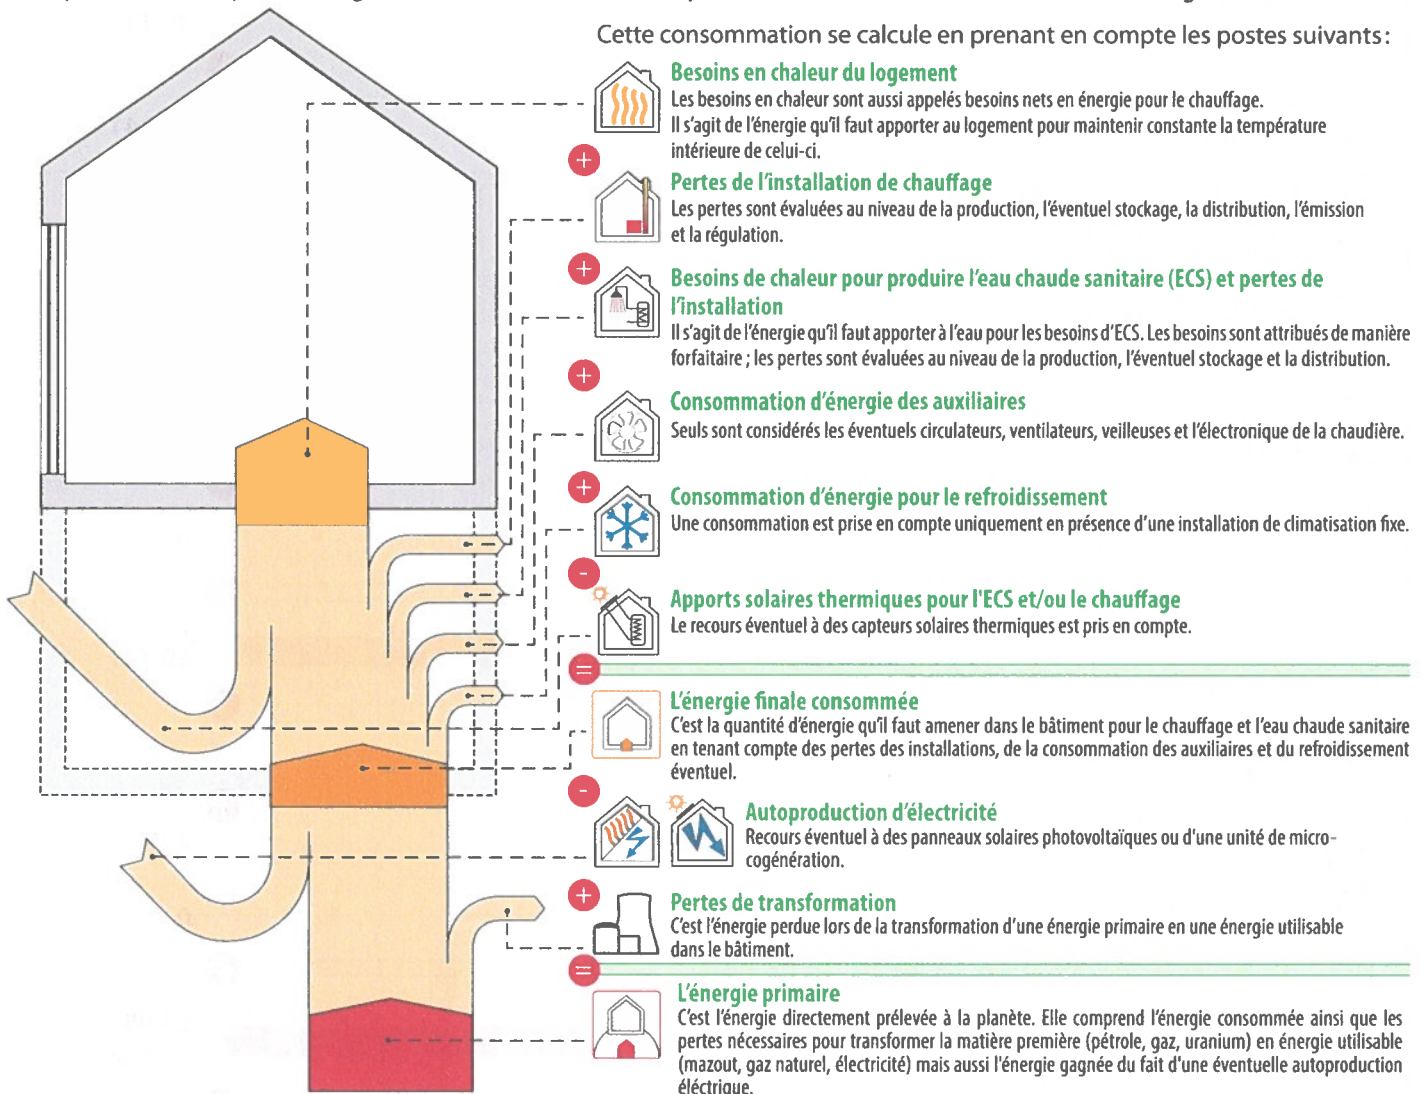 Cette consommation se calcule en prenant en compte les postes suivants :
Besoins en chaleur du logement
Les besoins en chaleur sont aussi appelés besoins nets en énergie pour le chauffage.
Il s'agit de l'énergie qu'il faut apporter au logement pour maintenir constante la température
intérieure de celui-ci.
+
Pertes de l'installation de chauffage
Les pertes sont évaluées au niveau de la production, l'éventuel stockage, la distribution, l'émission
et la régulation.
+
Besoins de chaleur pour produire l'eau chaude sanitaire (ECS) et pertes de
l'installation
Il s'agit de l'énergie qu'il faut apporter à l'eau pour les besoins d'ECS. Les besoins sont attribués de manière
forfaitaire ; les pertes sont évaluées au niveau de la production, l'éventuel stockage et la distribution.
+
Consommation d'énergie des auxiliaires
Seuls sont considérés les éventuels circulateurs, ventilateurs, veilleuses et l'électronique de la chaudière.
+
Consommation d'énergie pour le refroidissement
Une consommation est prise en compte uniquement en présence d'une installation de climatisation fixe.
-
Apports solaires thermiques pour l'ECS et/ou le chauffage
Le recours éventuel à des capteurs solaires thermiques est pris en compte.
=
L'énergie finale consommée
C'est la quantité d'énergie qu'il faut amener dans le bâtiment pour le chauffage et l'eau chaude sanitaire
en tenant compte des pertes des installations, de la consommation des auxiliaires et du refroidissement
éventuel.
-
Autoproduction d'électricité
Recours éventuel à des panneaux solaires photovoltaïques ou d'une unité de micro-
cogénération.
+
Pertes de transformation
C'est l'énergie perdue lors de la transformation d'une énergie primaire en une énergie utilisable
dans le bâtiment.
=
L'énergie primaire
C'est l'énergie directement prélevée à la planète. Elle comprend l'énergie consommée ainsi que les
pertes nécessaires pour transformer la matière première (pétrole, gaz, uranium) en énergie utilisable
(mazout, gaz naturel, électricité) mais aussi l'énergie gagnée du fait d'une éventuelle autoproduction
éléctrique.